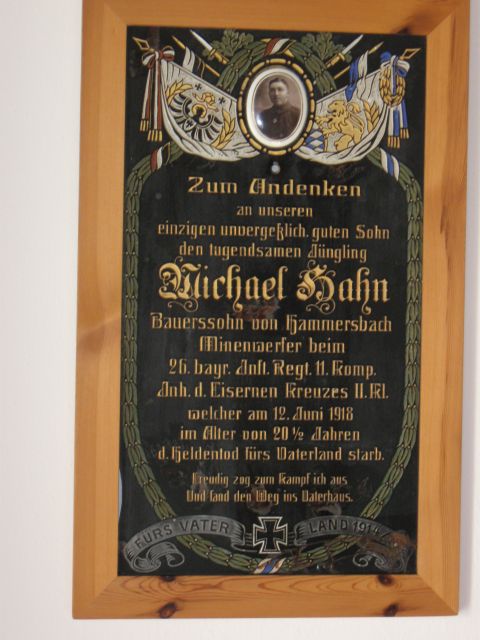 Zum Andenken
an unseren
einzigen unvergeßlich. guten Sohn
den tugendsamen Jüngling
Michael Hahn
Bauerssohn von Hammersbach
Minenwerfer beim
26. bayr. Inft. Regt. 11. Komp.
Inh. d. Eisernen Kreuzes II. Kl.
welcher am 12. Juni 1918
im Alter von 20 ½ Jahren
d. Heldentod fürs Vaterland starb.
Freudig zog zum Kampf ich aus
Und fand den Weg ins Vaterhaus.
FÜRS VATER LAND